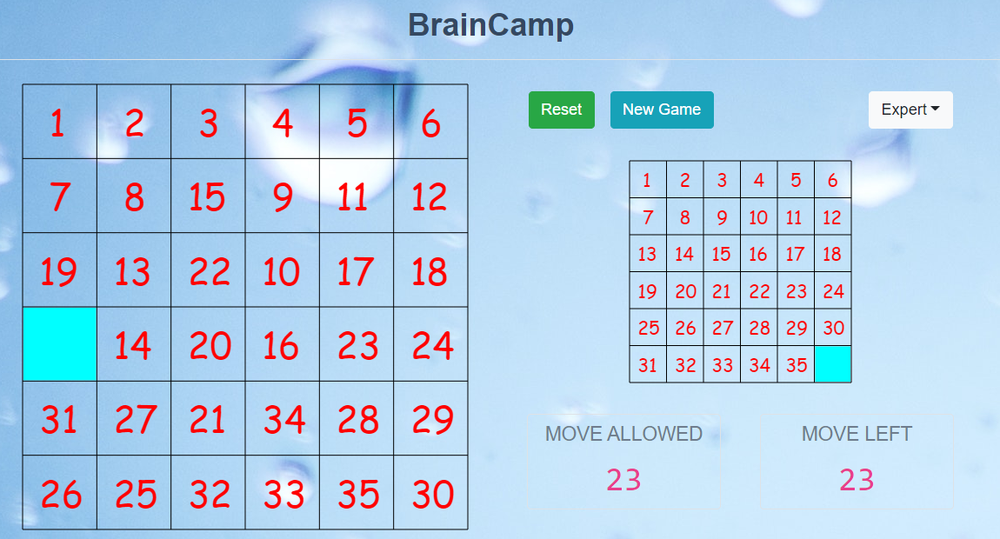 BrainCamp
1 2 3 4 5 6
7 8 15 9 11 12
19 13 22 10 17 18
14 20 16 23 24
31 27 21 34 28 29
26 25 32 33 35 30
Reset New Game Expert
1 2 3 4 5 6
7 8 9 10 11 12
13 14 15 16 17 18
19 20 21 22 23 24
25 26 27 28 29 30
31 32 33 34 35
MOVE ALLOWED
23
MOVE LEFT
23